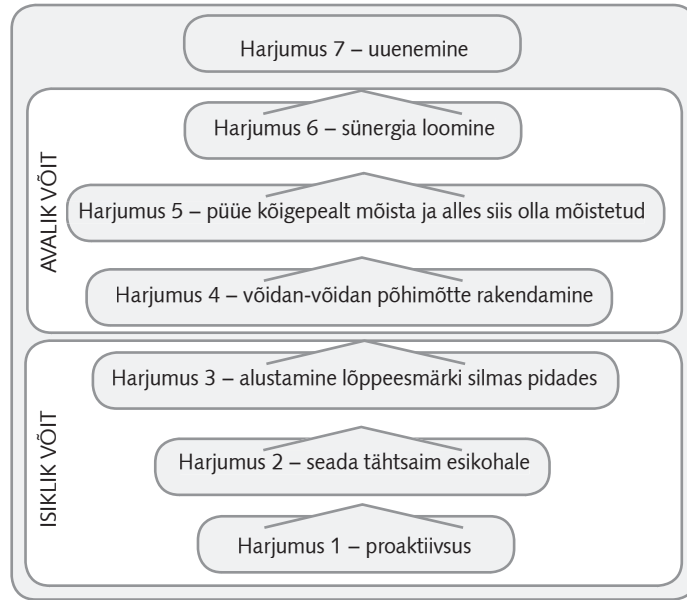 Harjumus 7 – uuenemine
AVALIK VÕIT
Harjumus 6 – sünergia loomine
Harjumus 5 – püüe kõigepealt mõista ja alles siis olla mõistetud
Harjumus 4 – võidan-võidan põhimõtte rakendamine
ISIKLIK VÕIT
Harjumus 3 – alustamine lõppeesmärki silmas pidades
Harjumus 2 – seada tähtsaim esikohale
Harjumus 1 – proaktiivsus